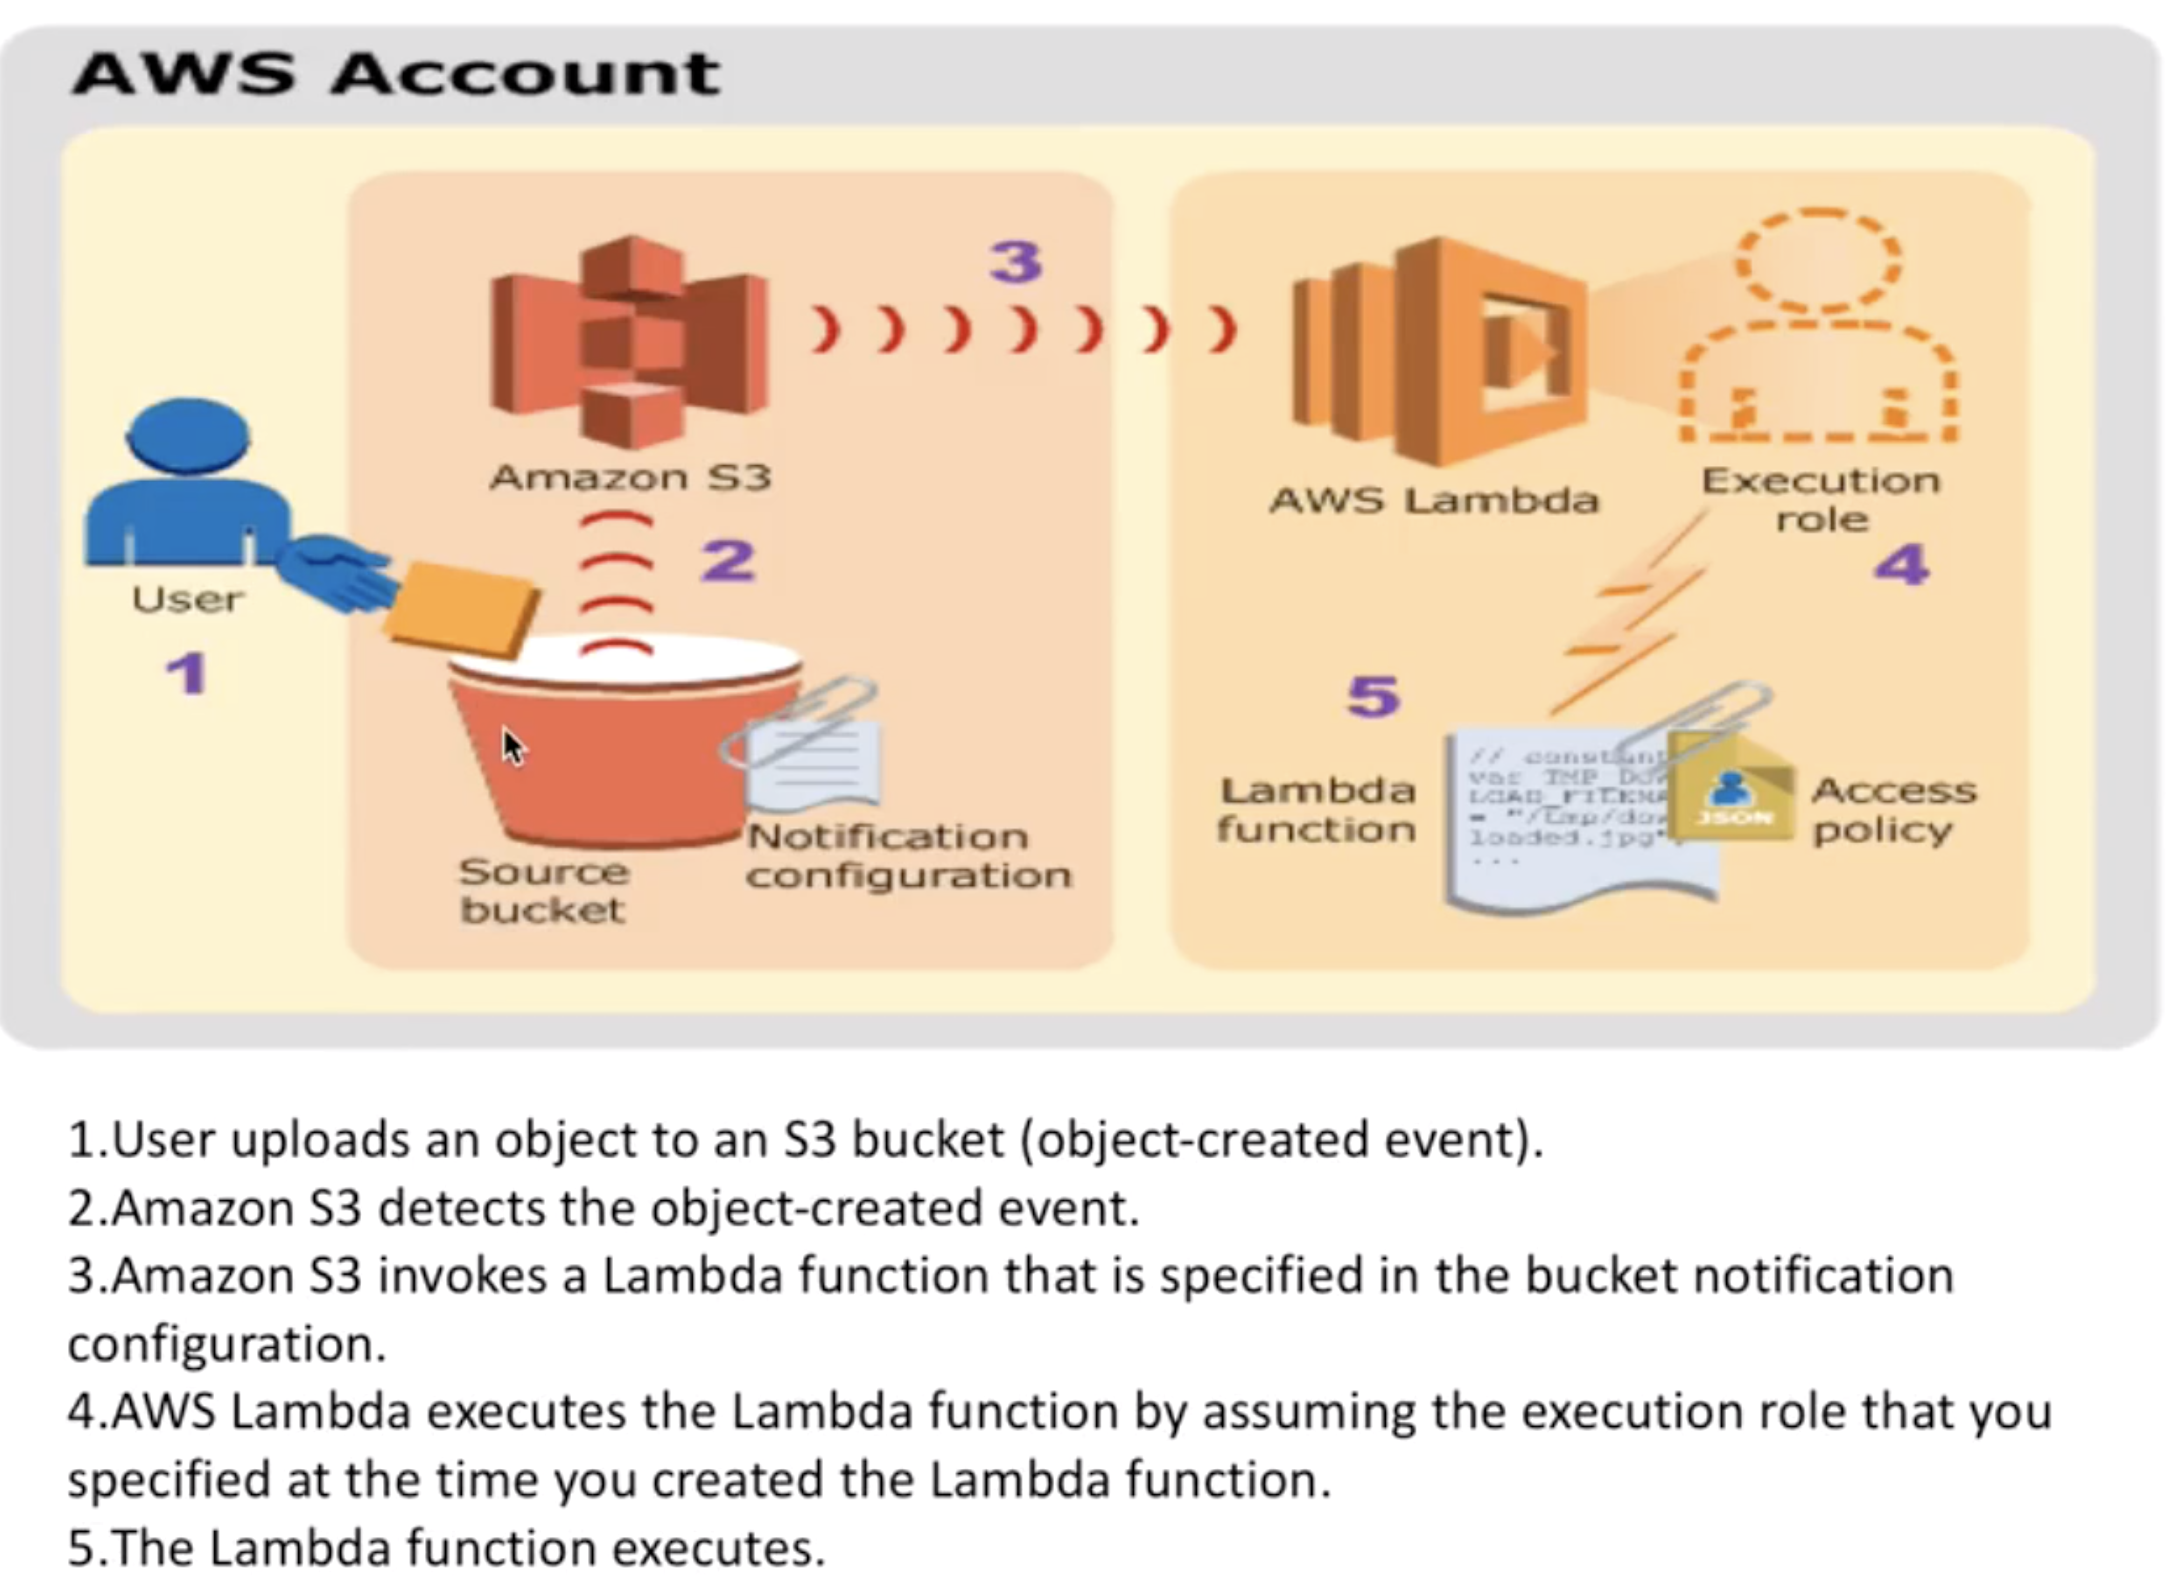 AWS Account
3
Amazon S3
AWS Lambda
Execution
role
2
4
User
1
5
// constant
var TMP_DO
LOAD_FILENA
= "/tmp/dow
loaded.jpg"
...
JSON
Lambda
function
Access
policy
Notification
configuration
Source
bucket
1.User uploads an object to an S3 bucket (object-created event).
2.Amazon S3 detects the object-created event.
3.Amazon S3 invokes a Lambda function that is specified in the bucket notification
configuration.
4.AWS Lambda executes the Lambda function by assuming the execution role that you
specified at the time you created the Lambda function.
5.The Lambda function executes.